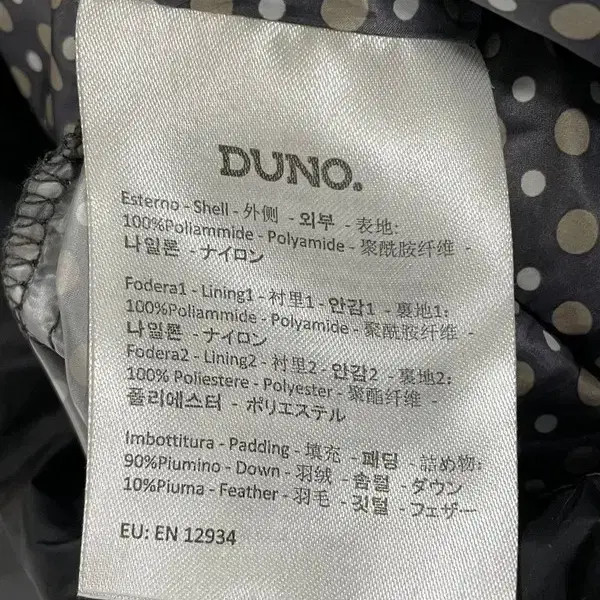 DUNO.
Esterno - Shell - 外侧 - 외부 - 表地:
100%Poliammide - Polyamide - 聚酰胺纤维 -
나일론 - ナイロン
Fodera1 - Lining1 - 衬里1 - 안감1 - 裏地1:
100%Poliammide - Polyamide - 聚酰胺纤维 -
나일론 - ナイロン
Fodera2 - Lining2 - 衬里2 - 안감2 - 裏地2:
100% Poliestere - Polyester - 聚酯纤维 -
폴리에스터 - ポリエステル
Imbottitura - Padding - 填充 - 패딩 - 詰め物:
90%Piumino - Down - 羽绒 - 솜털 - ダウン
10%Piuma - Feather - 羽毛 - 깃털 - フェザー
EU: EN 12934